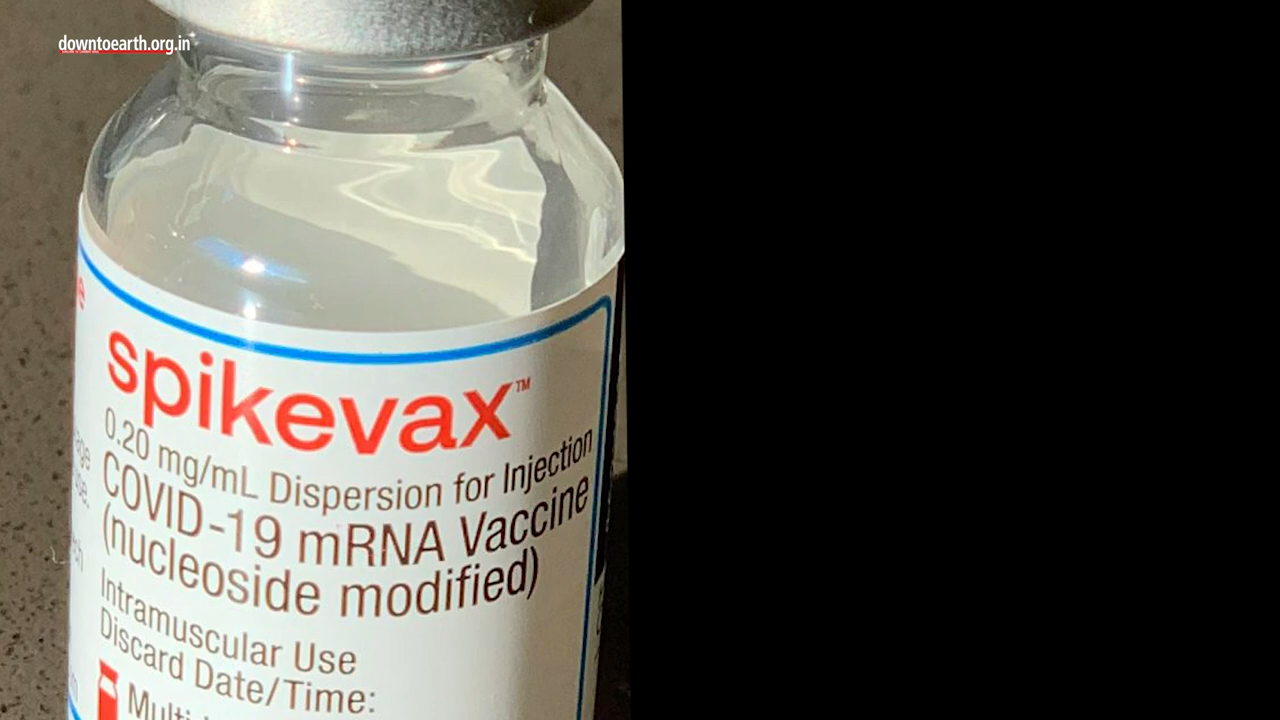 downtoearth.org.in
spikevax™
0.20 mg/mL Dispersion for Injection
COVID-19 mRNA Vaccine
(nucleoside modified)
Intramuscular Use
Discard Date/Time: